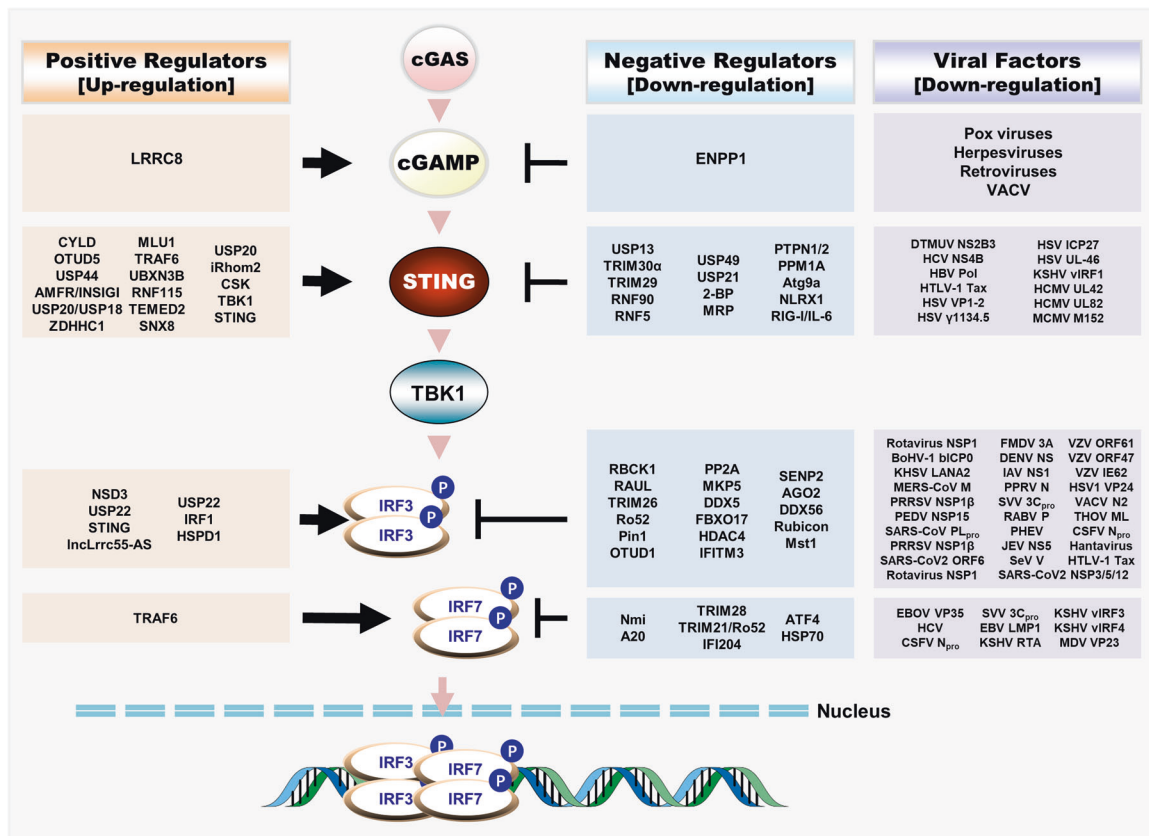 Positive Regulators
[Up-regulation]
cGAS
Negative Regulators
[Down-regulation]
Viral Factors
[Down-regulation]
LRRC8
cGAMP
ENPP1
Pox viruses
Herpesviruses
Retroviruses
VACV
CYLD
OTUD5
USP44
AMFR/INSIGI
USP20/USP18
ZDHHC1
MLU1
TRAF6
UBXN3B
RNF115
TEMED2
SNX8
USP20
iRhom2
CSK
TBK1
STING
STING
USP13
TRIM30α
TRIM29
RNF90
RNF5
USP49
USP21
2-BP
MRP
PTPN1/2
PPM1A
Atg9a
NLRX1
RIG-I/IL-6
DTMUV NS2B3
HCV NS4B
HBV Pol
HTLV-1 Tax
HSV VP1-2
HSV γ1134.5
HSV ICP27
HSV UL-46
KSHV vIRF1
HCMV UL42
HCMV UL82
MCMV M152
TBK1
NSD3
USP22
STING
lncLrrc55-AS
USP22
IRF1
HSPD1
P
IRF3
P
IRF3
RBCK1
RAUL
TRIM26
Ro52
Pin1
OTUD1
PP2A
MKP5
DDX5
FBXO17
HDAC4
IFITM3
SENP2
AGO2
DDX56
Rubicon
Mst1
Rotavirus NSP1
BoHV-1 bICP0
KHSV LANA2
MERS-CoV M
PRRSV NSP1β
PEDV NSP15
SARS-CoV PLpro
PRRSV NSP1β
SARS-CoV2 ORF6
Rotavirus NSP1
FMDV 3A
DENV NS
IAV NS1
PPRV N
SVV 3Cpro
RABV P
PHEV
JEV NS5
SeV V
SARS-CoV2 NSP3/5/12
VZV ORF61
VZV ORF47
VZV IE62
HSV1 VP24
VACV N2
THOV ML
CSFV Npro
Hantavirus
HTLV-1 Tax
TRAF6
P
IRF7
P
IRF7
Nmi
A20
TRIM28
TRIM21/Ro52
IFI204
ATF4
HSP70
EBOV VP35
HCV
CSFV Npro
SVV 3Cpro
EBV LMP1
KSHV RTA
KSHV vIRF3
KSHV vIRF4
MDV VP23
Nucleus
P
P
IRF3
IRF7
P
IRF3
IRF7